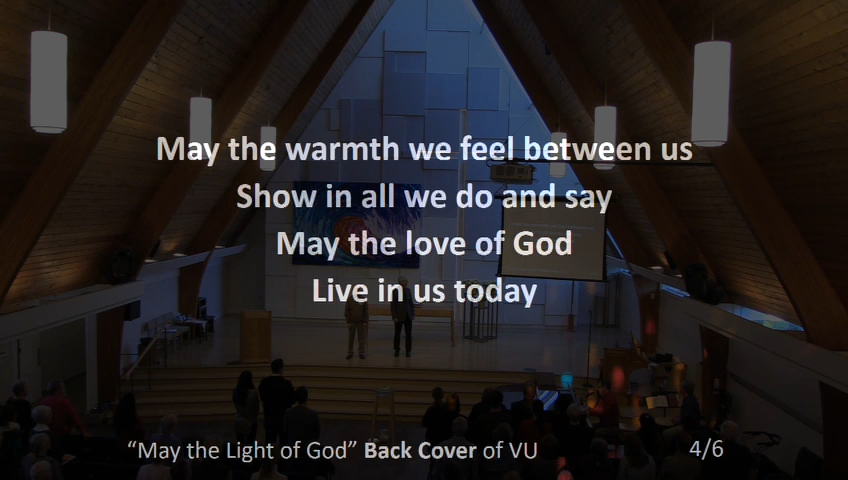 May the warmth we feel between us
Show in all we do and say
May the love of God
Live in us today
“May the Light of God” Back Cover of VU
4/6